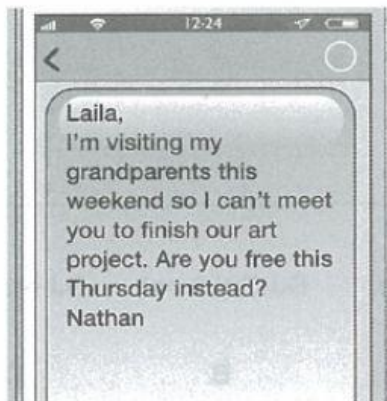 12-24
Laila,
I'm visiting my
grandparents this
weekend so I can't meet
you to finish our art
project. Are you free this
Thursday instead?
Nathan